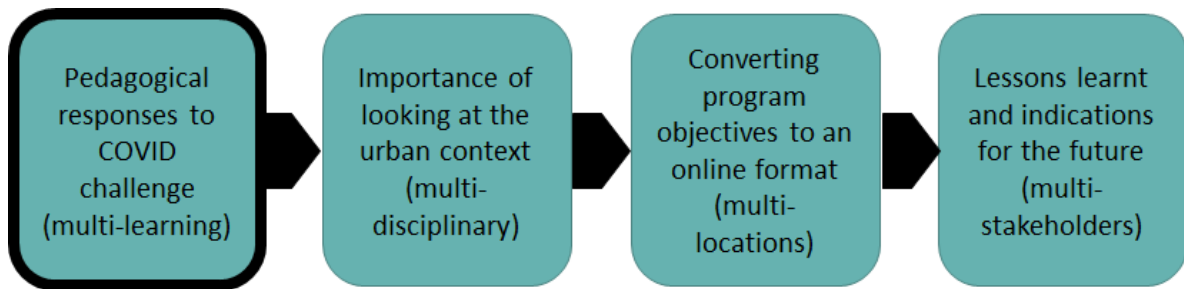 Pedagogical
responses to
COVID
challenge
(multi-learning)
Importance of
looking at the
urban context
(multi-
disciplinary)
Converting
program
objectives to an
online format
(multi-
locations)
Lessons learnt
and indications
for the future
(multi-
stakeholders)